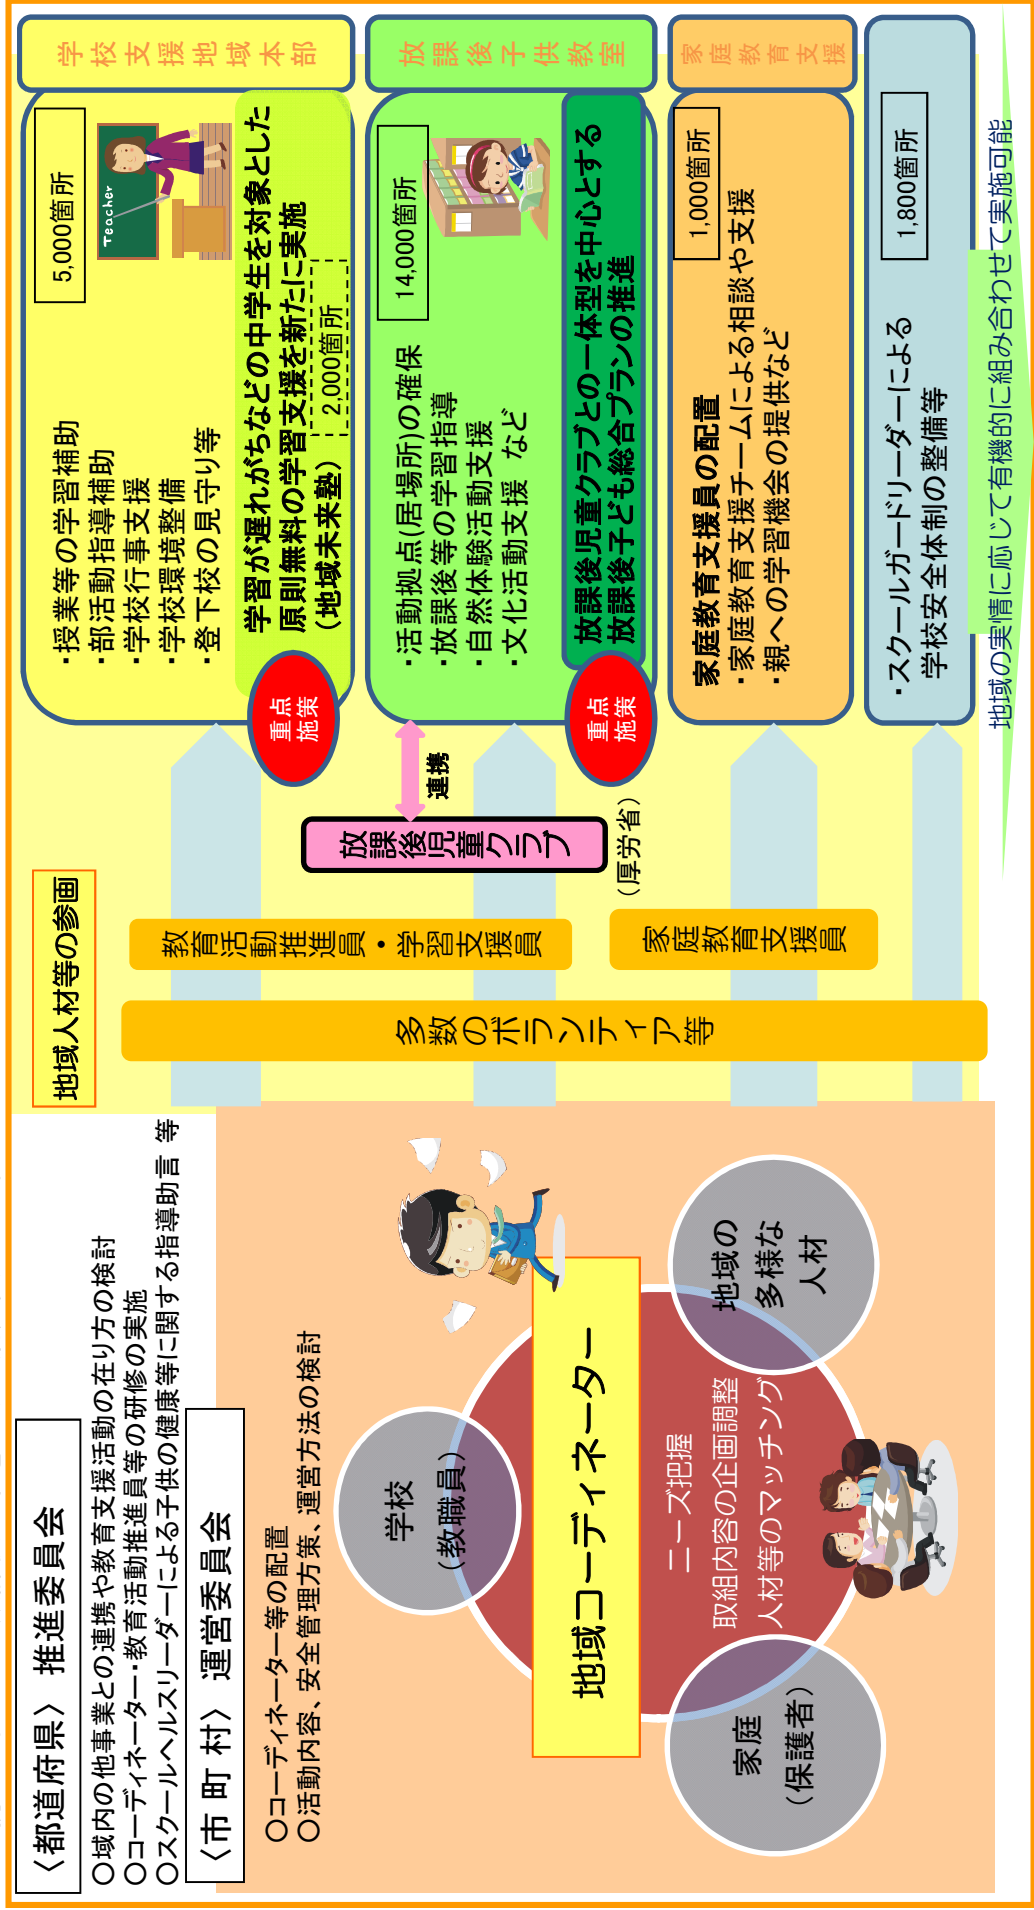 〈都道府県〉 推進委員会
○域内の他事業との連携や教育支援活動の在り方の検討
○コーディネーター・教育活動推進員等の研修の実施
○スクールヘルスリーダーによる子供の健康等に関する指導助言 等
〈市 町 村〉 運営委員会
○コーディネーター等の配置
○活動内容、安全管理方策、運営方法の検討
学校
(教職員)
地域コーディネーター
ニーズ把握
取組内容の企画調整
人材等のマッチング
家庭
(保護者)
地域の
多様な
人材
地域人材等の参画
教育活動推進員・学習支援員
家庭教育支援員
多数のボランティア等
放課後児童クラブ
(厚労省)
連携
学校支援地域本部
5,000箇所
Teacher
・授業等の学習補助
・部活動指導補助
・学校行事支援
・学校環境整備
・登下校の見守り等
重点
施策
学習が遅れがちなどの中学生を対象とした
原則無料の学習支援を新たに実施
(地域未来塾)
2,000箇所
放課後子供教室
14,000箇所
・活動拠点(居場所)の確保
・放課後等の学習指導
・自然体験活動支援
・文化活動支援 など
重点
施策
放課後児童クラブとの一体型を中心とする
放課後子ども総合プランの推進
家庭教育支援
1,000箇所
家庭教育支援員の配置
・家庭教育支援チームによる相談や支援
・親への学習機会の提供など
1,800箇所
・スクールガードリーダーによる
学校安全体制の整備等
地域の実情に応じて有機的に組み合わせて実施可能